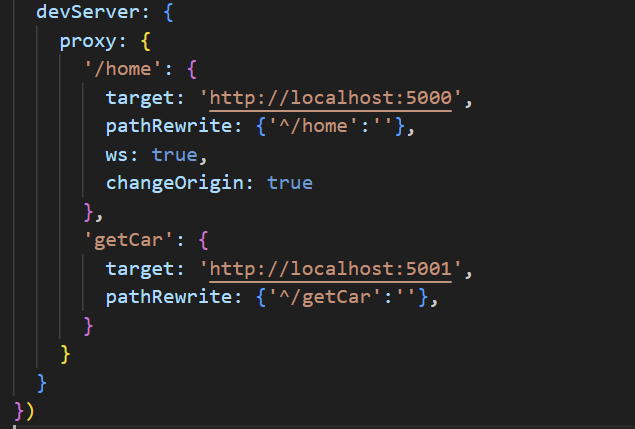 devServer: {
proxy: {
'/home': {
target: 'http://localhost:5000',
pathRewrite: {'^/home':''},
ws: true,
changeOrigin: true
},
'getCar': {
target: 'http://localhost:5001',
pathRewrite: {'^/getCar':''},
}
}
}
})